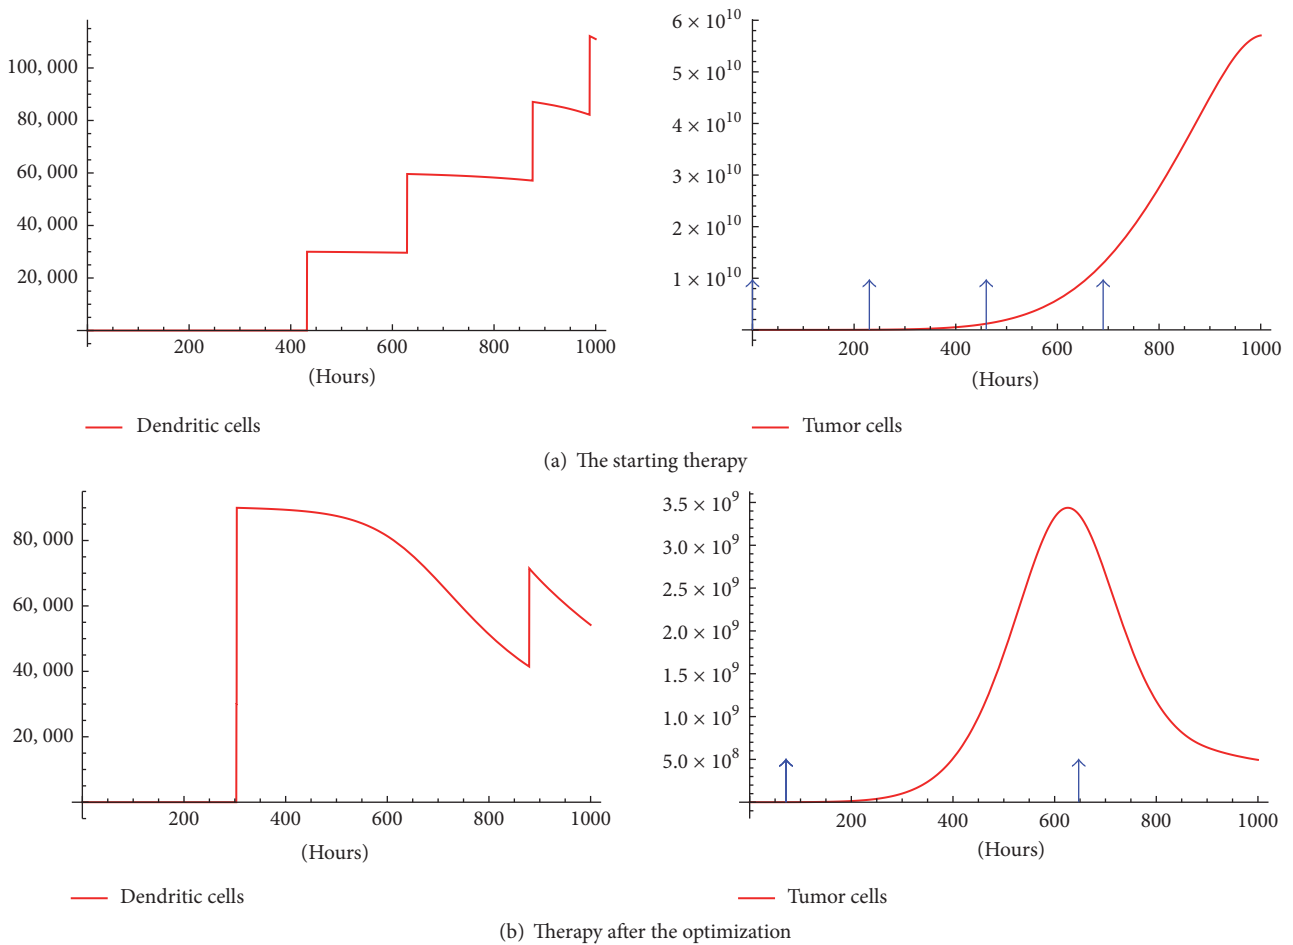 100, 000
80, 000
60, 000
40, 000
20, 000
200 400 600 800 1000
(Hours)
Dendritic cells
6 × 10^10
5 × 10^10
4 × 10^10
3 × 10^10
2 × 10^10
1 × 10^10
200 400 600 800 1000
(Hours)
Tumor cells
(a) The starting therapy
80, 000
60, 000
40, 000
20, 000
200 400 600 800 1000
(Hours)
Dendritic cells
3.5 × 10^9
3.0 × 10^9
2.5 × 10^9
2.0 × 10^9
1.5 × 10^9
1.0 × 10^9
5.0 × 10^8
200 400 600 800 1000
(Hours)
Tumor cells
(b) Therapy after the optimization